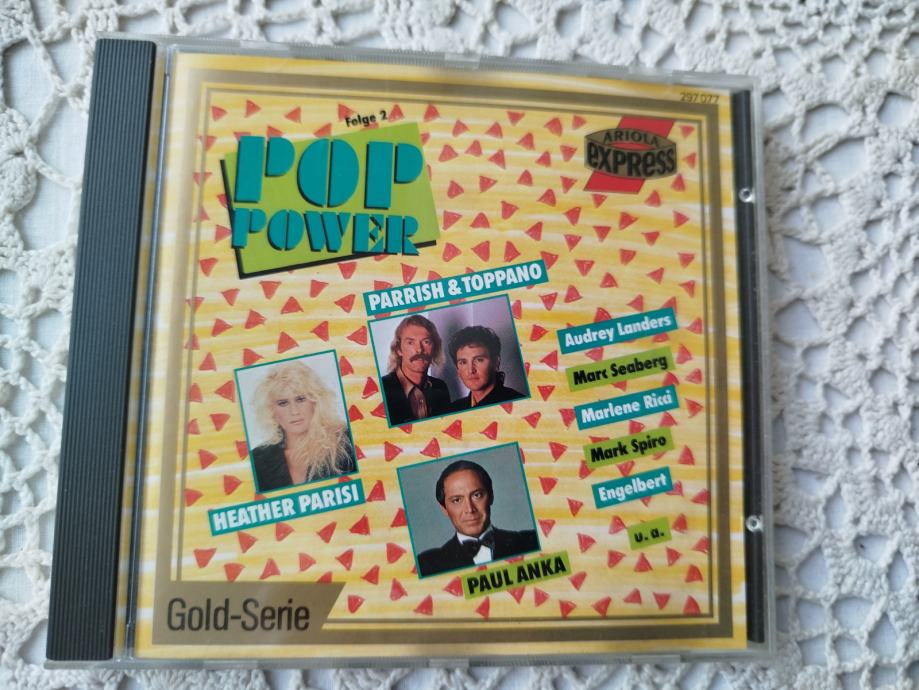 297 077
Folge 2
POP
POWER
ARIOLA
EXPRESS
PARRISH & TOPPANO
Audrey Landers
Marc Seaberg
Marlene Ricci
Mark Spiro
Engelbert
u.a.
HEATHER PARISI
PAUL ANKA
Gold-Serie